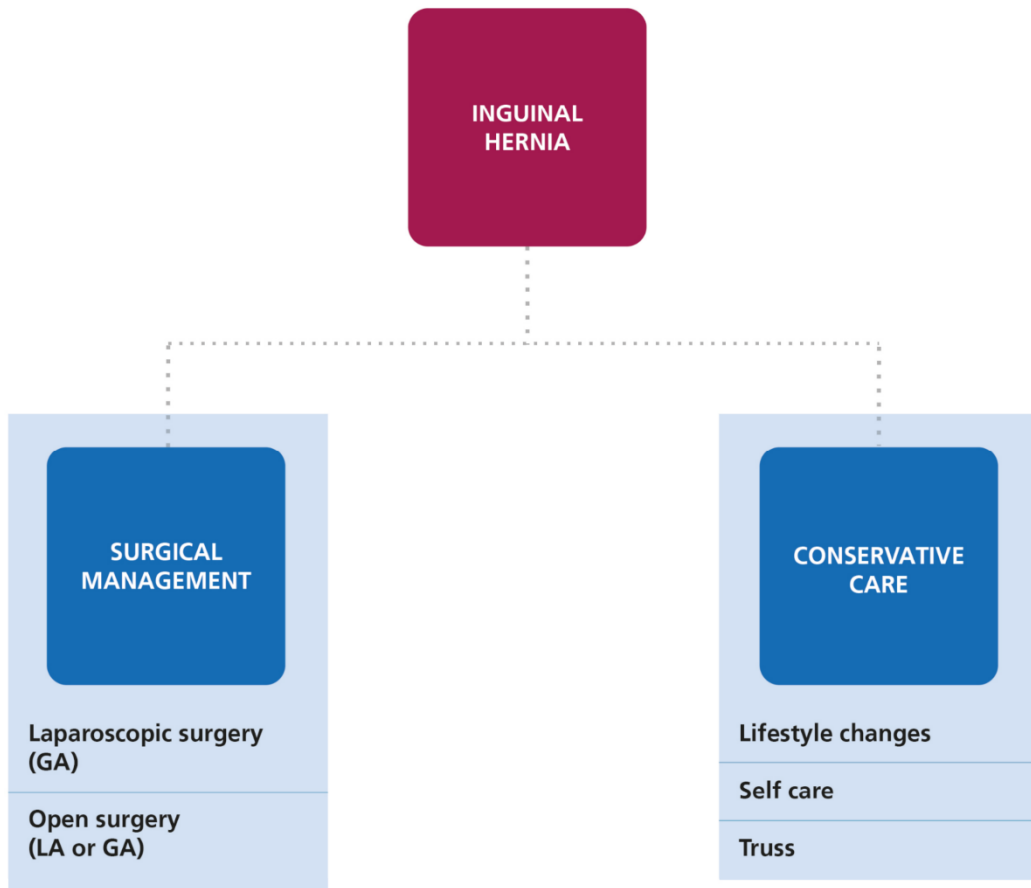 INGUINAL
HERNIA
SURGICAL
MANAGEMENT
Laparoscopic surgery
(GA)
Open surgery
(LA or GA)
CONSERVATIVE
CARE
Lifestyle changes
Self care
Truss